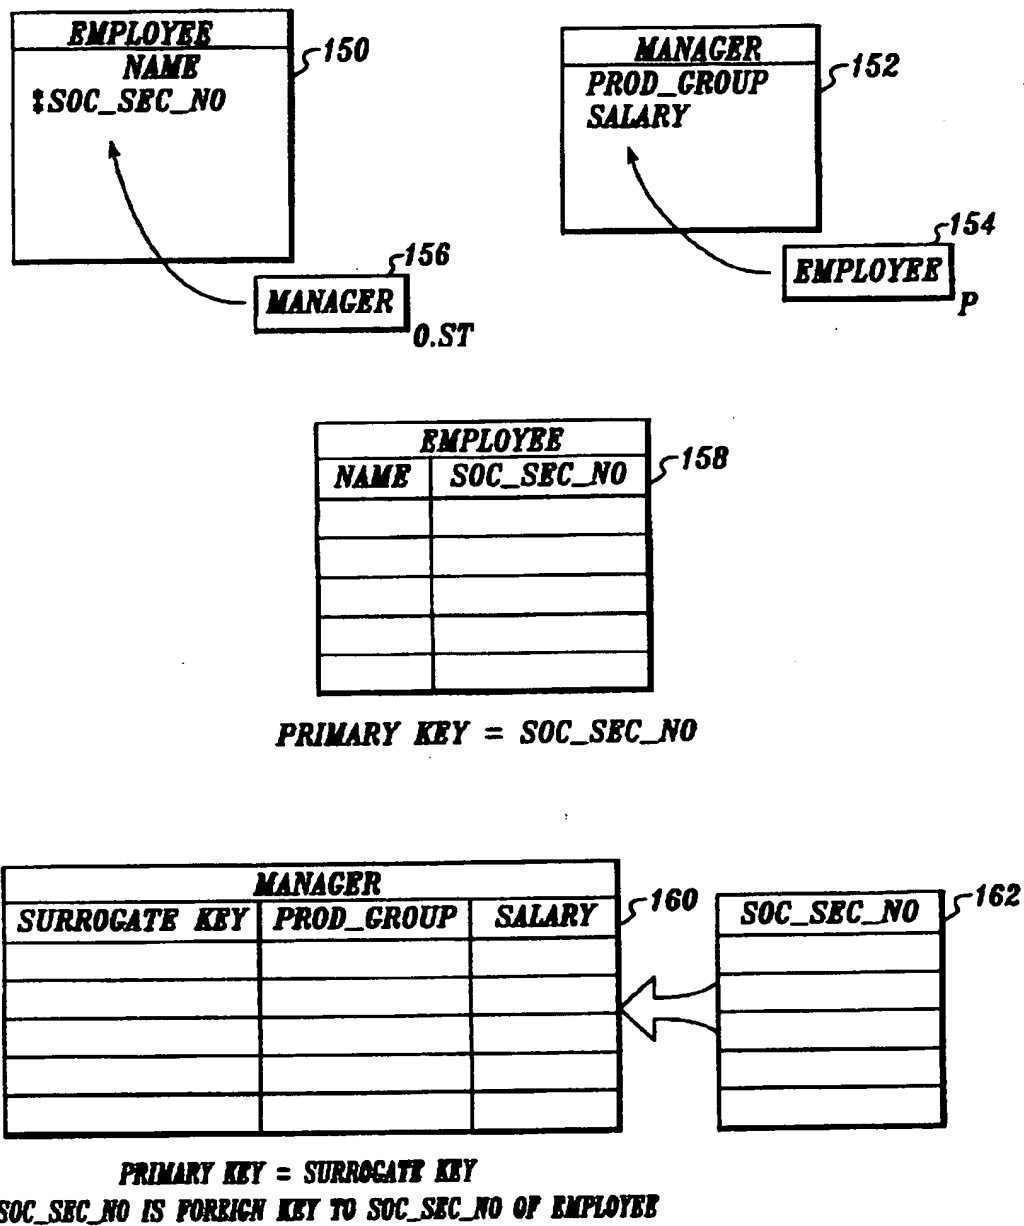 EMPLOYEE
NAME
‡SOC_SEC_NO
150
MANAGER
PROD_GROUP
SALARY
152
154
EMPLOYEE
P
156
MANAGER
O.ST
EMPLOYEE
NAME SOC_SEC_NO
158
PRIMARY KEY = SOC_SEC_NO
MANAGER
SURROGATE KEY PROD_GROUP SALARY
160
SOC_SEC_NO
162
PRIMARY KEY = SURROGATE KEY
SOC_SEC_NO IS FOREIGN KEY TO SOC_SEC_NO OF EMPLOYEE